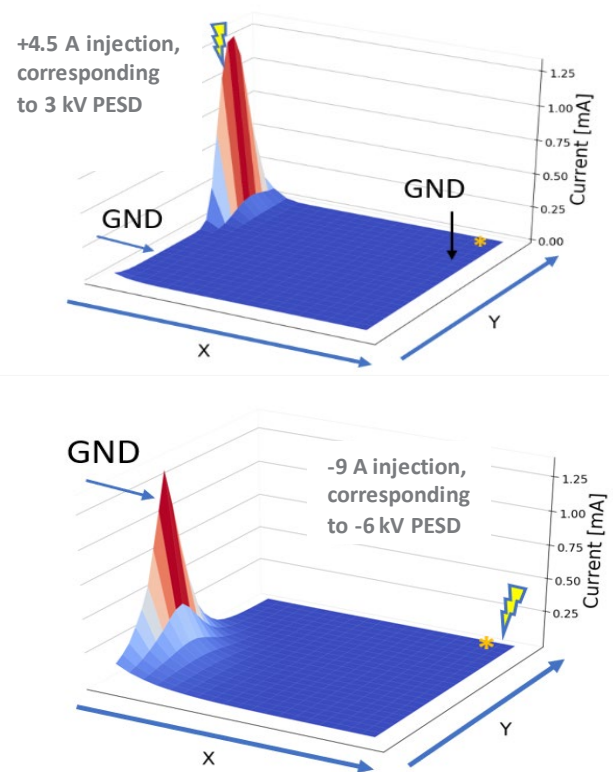 +4.5 A injection,
corresponding
to 3 kV PESD
GND
GND
1.25
1.00
0.75
0.50
0.25
0.00
Current [mA]
*
X
Y
GND
-9 A injection,
corresponding
to -6 kV PESD
1.25
1.00
0.75
0.50
0.25
Current [mA]
*
X
Y